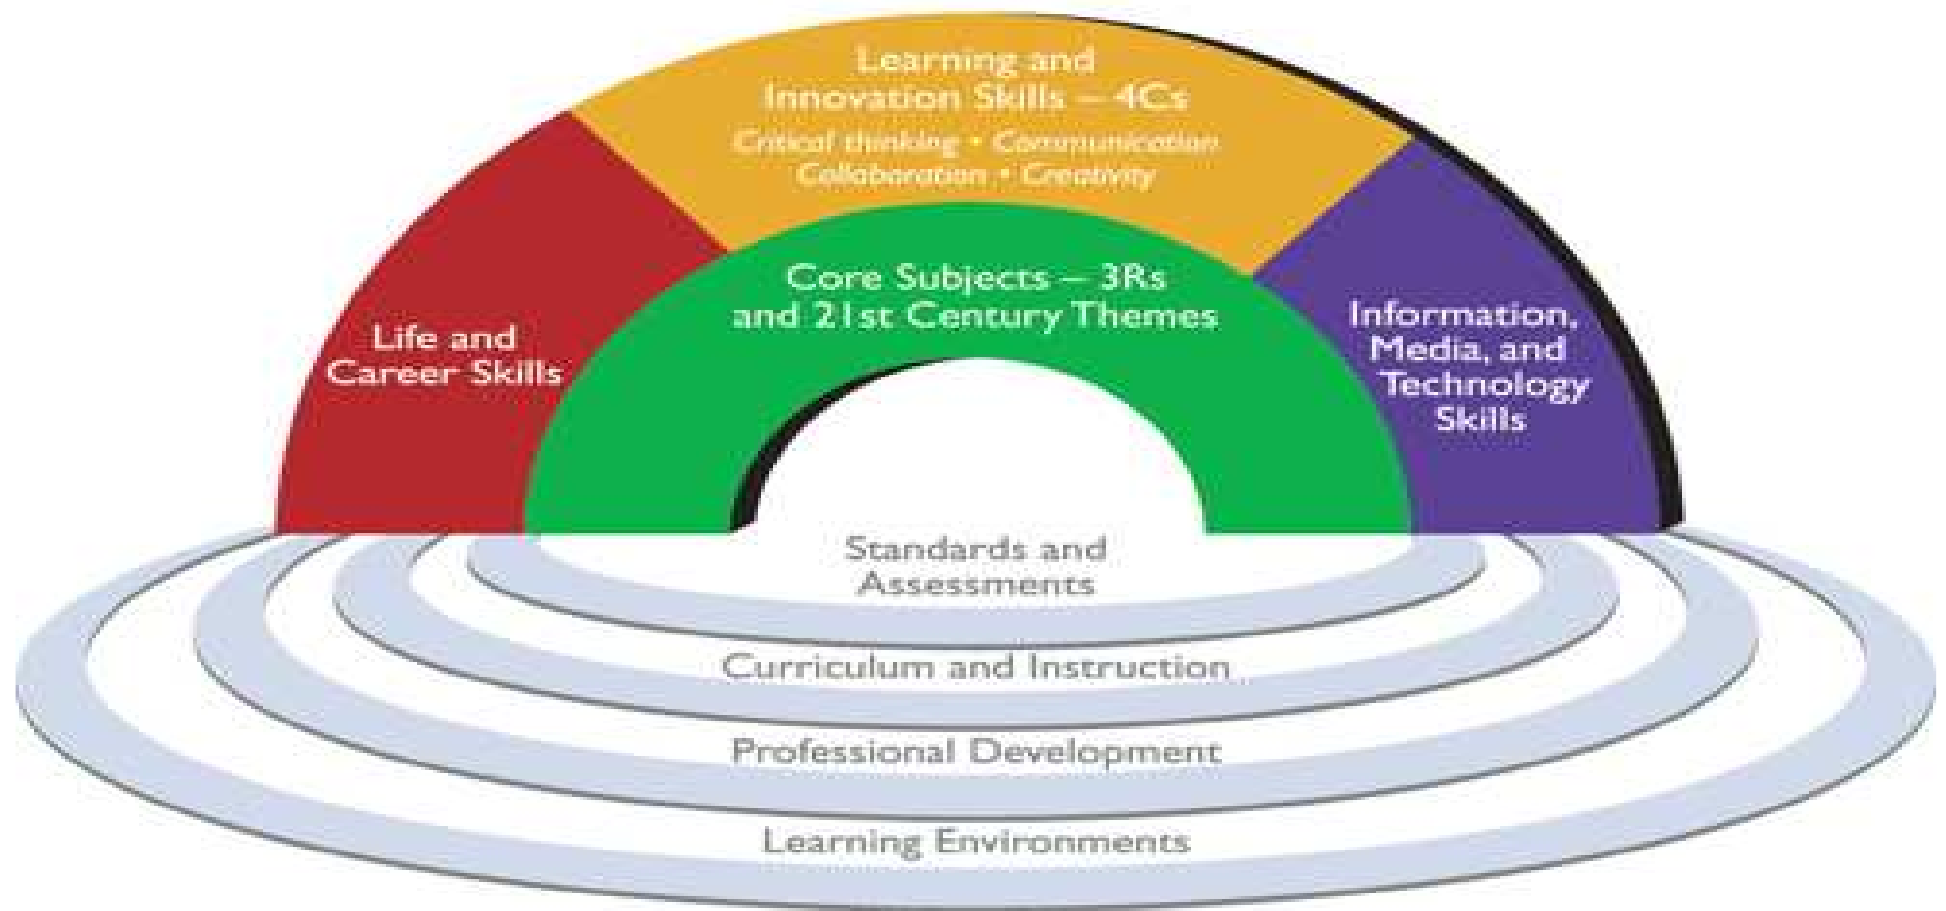 Learning and
Innovation Skills – 4Cs
Critical thinking • Communication
Collaboration • Creativity
Core Subjects – 3Rs
and 21st Century Themes
Life and
Career Skills
Information,
Media, and
Technology
Skills
Standards and
Assessments
Curriculum and Instruction
Professional Development
Learning Environments